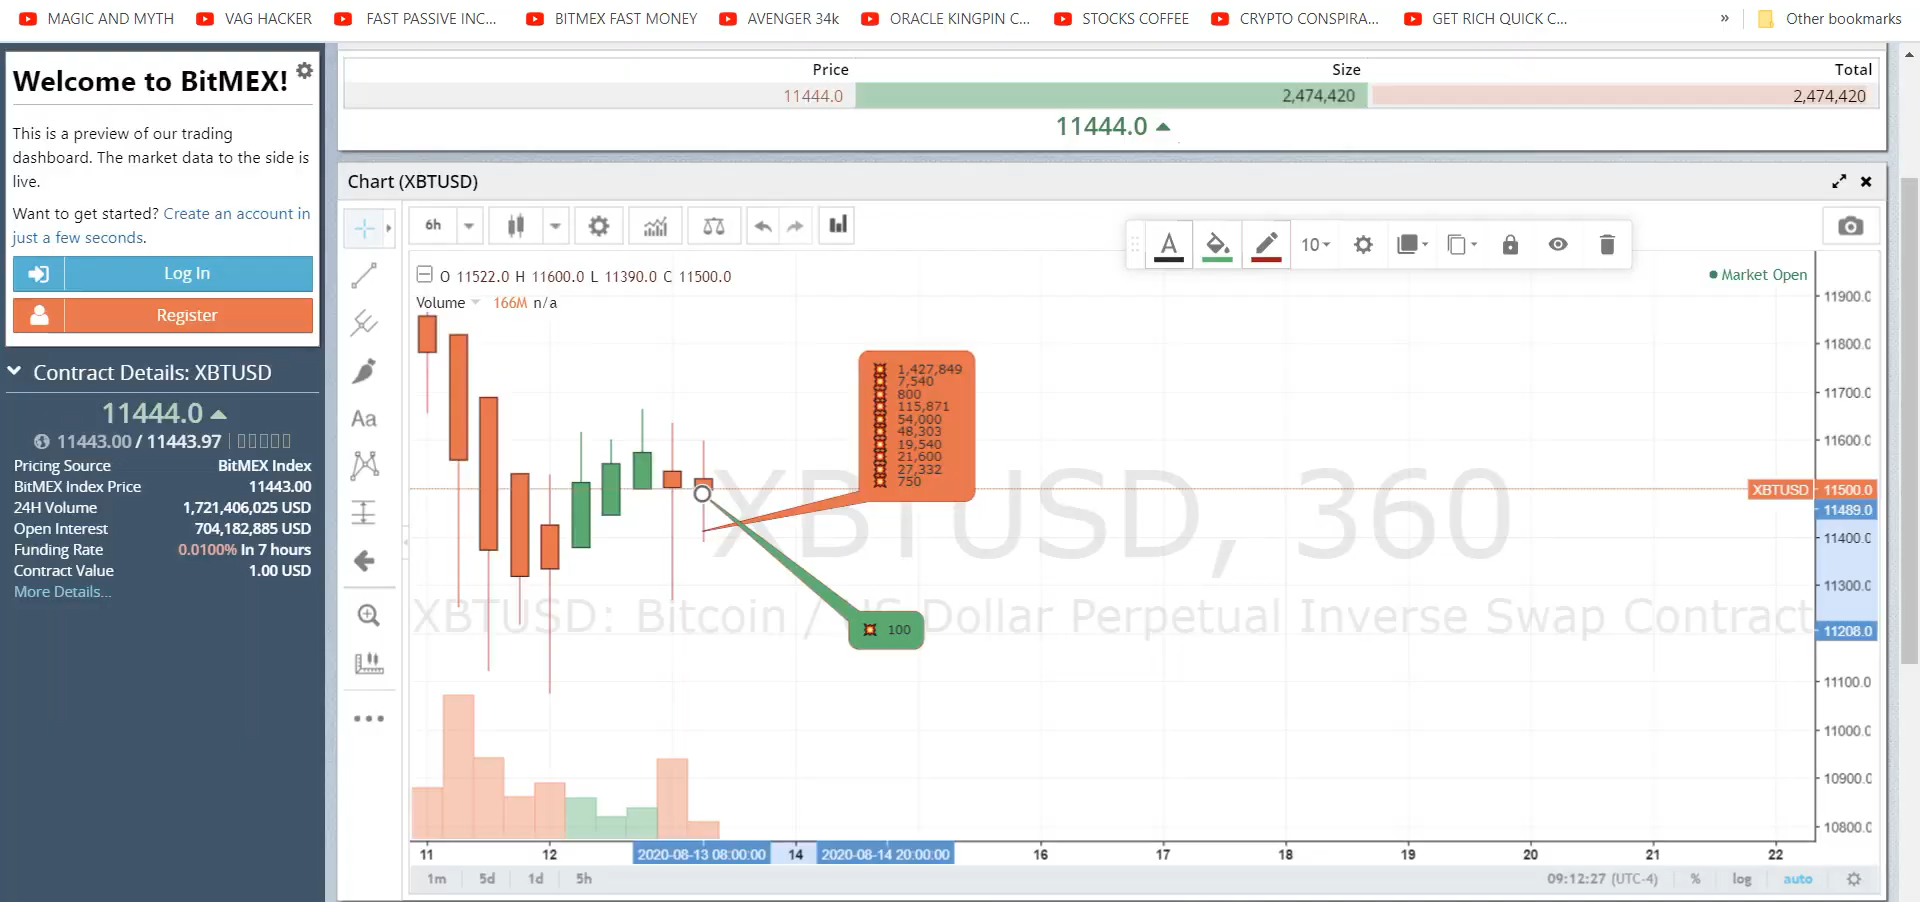 MAGIC AND MYTH VAG HACKER FAST PASSIVE INC... BITMEX FAST MONEY AVENGER 34k ORACLE KINGPIN C... STOCKS COFFEE CRYPTO CONSPIRA... GET RICH QUICK C... » Other bookmarks
Welcome to BitMEX!
This is a preview of our trading
dashboard. The market data to the side is
live.
Want to get started? Create an account in
just a few seconds.
Log In
Register
Contract Details: XBTUSD
11444.0
11443.00 / 11443.97
Pricing Source BitMEX Index
BitMEX Index Price 11443.00
24H Volume 1,721,406,025 USD
Open Interest 704,182,885 USD
Funding Rate 0.0100% In 7 hours
Contract Value 1.00 USD
More Details...
Price Size Total
11444.0 2,474,420 2,474,420
11444.0
Chart (XBTUSD)
6h
A 10
O 11522.0 H 11600.0 L 11390.0 C 11500.0
Market Open
Volume 166M n/a
Aa
1,427,849
7,540
800
115,871
54,000
48,303
19,540
21,600
27,332
750
100
XBTUSD, 360
XBTUSD: Bitcoin / US Dollar Perpetual Inverse Swap Contract
11900.0
11800.0
11700.0
11600.0
XBTUSD 11500.0
11489.0
11400.0
11300.0
11208.0
11100.0
11000.0
10900.0
10800.0
11 12 2020-08-13 08:00:00 14 2020-08-14 20:00:00 16 17 18 19 20 21 22
1m 5d 1d 5h 09:12:27 (UTC-4) % log auto